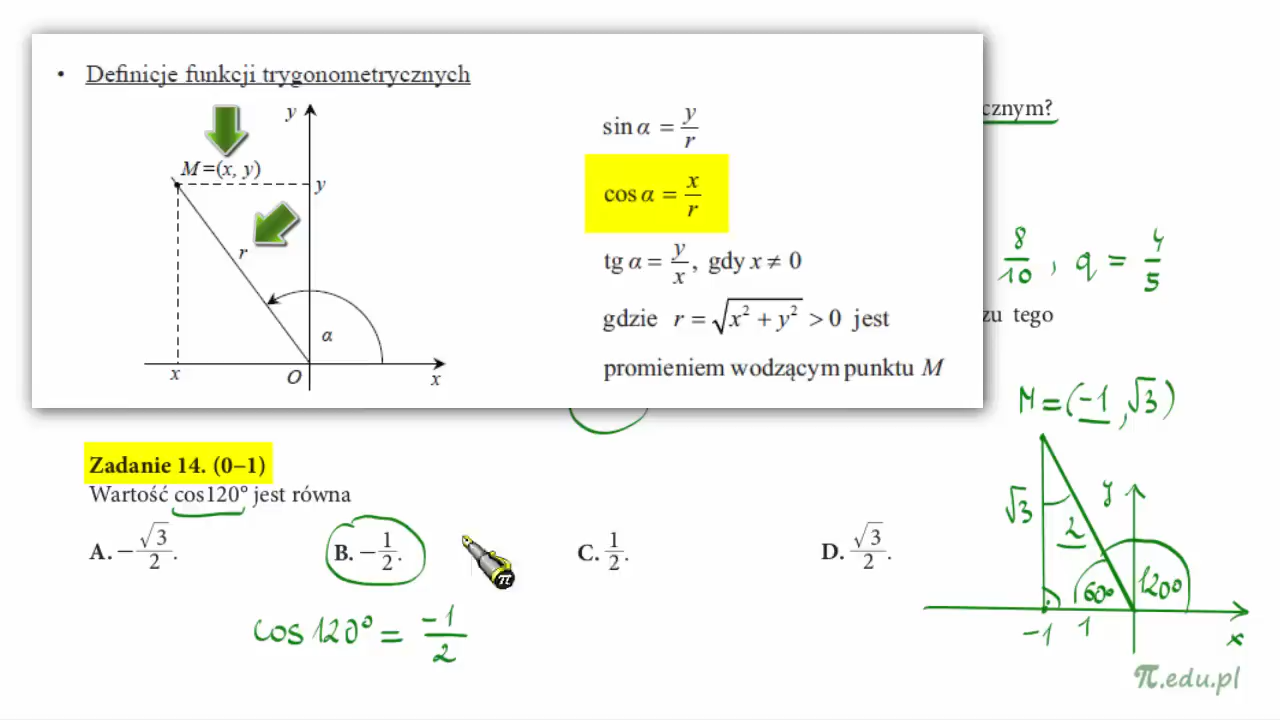 • Definicje funkcji trygonometrycznych
y
M=(x, y)
y
r
α
x
O
x
sin α = y/r
cos α = x/r
tg α = y/x, gdy x ≠ 0
gdzie r = √(x² + y²) > 0 jest
promieniem wodzącym punktu M
cznym?
8/10 , q = 4/5
zu tego
M = (-1, √3)
Zadanie 14. (0–1)
Wartość cos120° jest równa
A. −√3/2.
B. −1/2.
C. 1/2.
D. √3/2.
π
cos 120° = -1/2
√3
y
2
60°
120°
-1
1
x
π.edu.pl